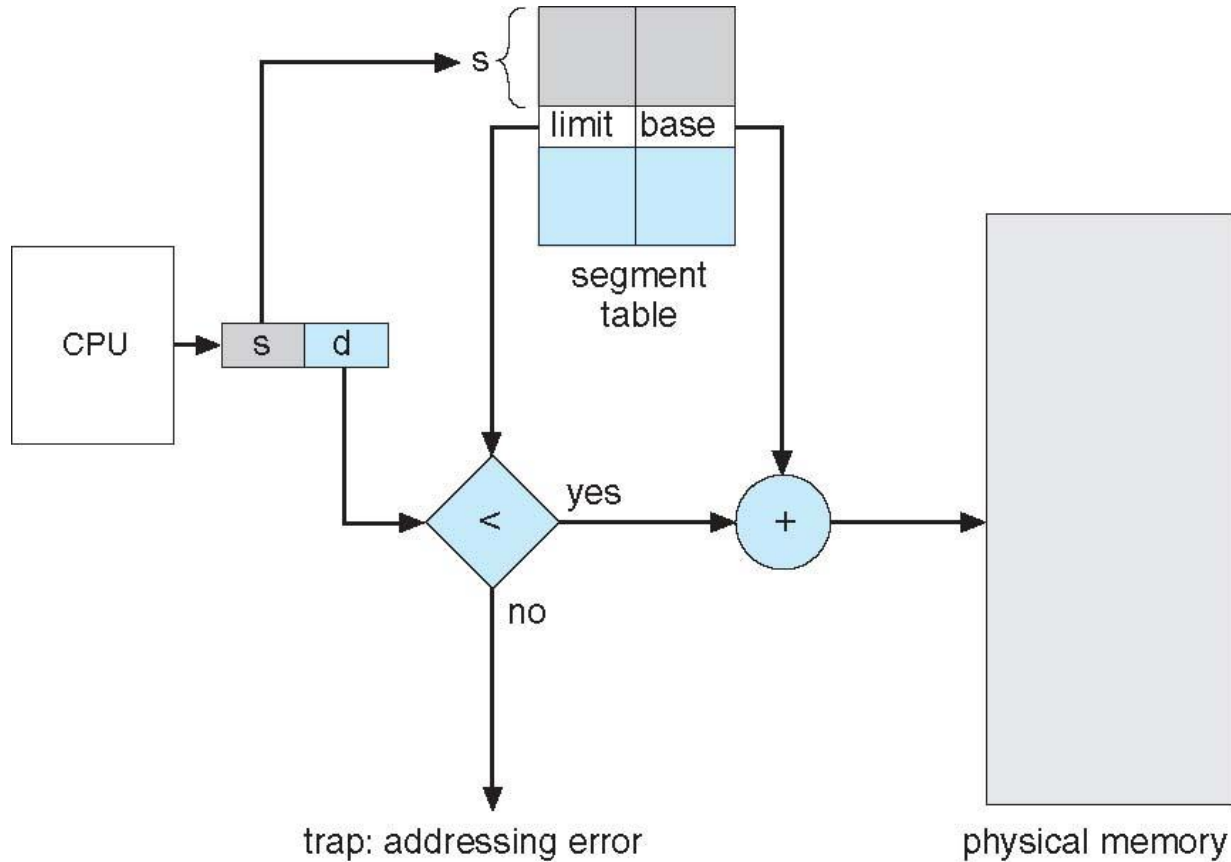 s
limit base
segment
table
CPU
s d
<
yes
+
no
trap: addressing error
physical memory